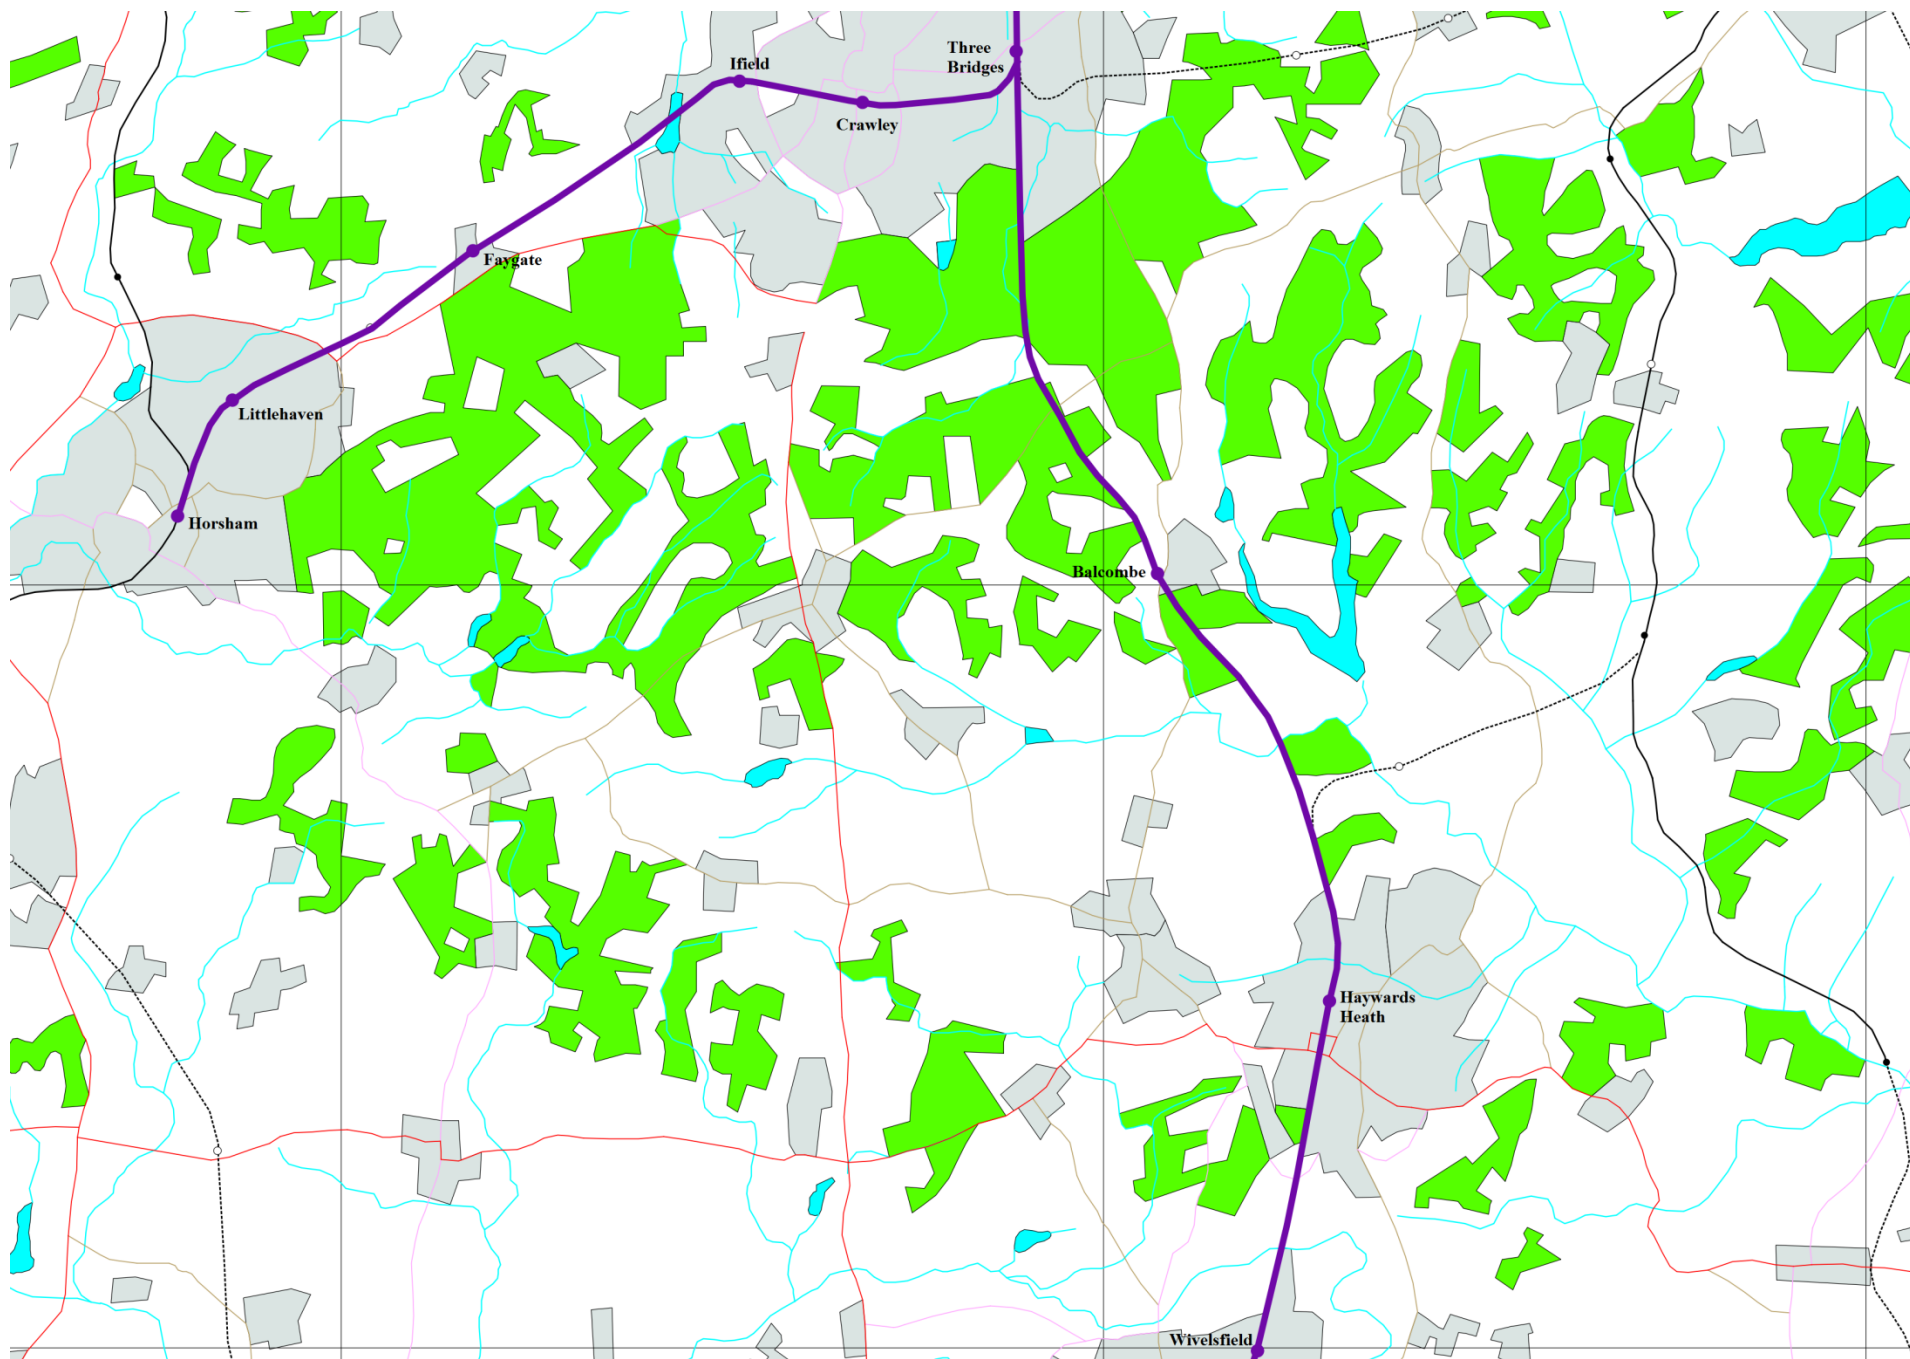 Three
Bridges
Ifield
Crawley
Faygate
Littlehaven
Horsham
Balcombe
Haywards
Heath
Wivelsfield